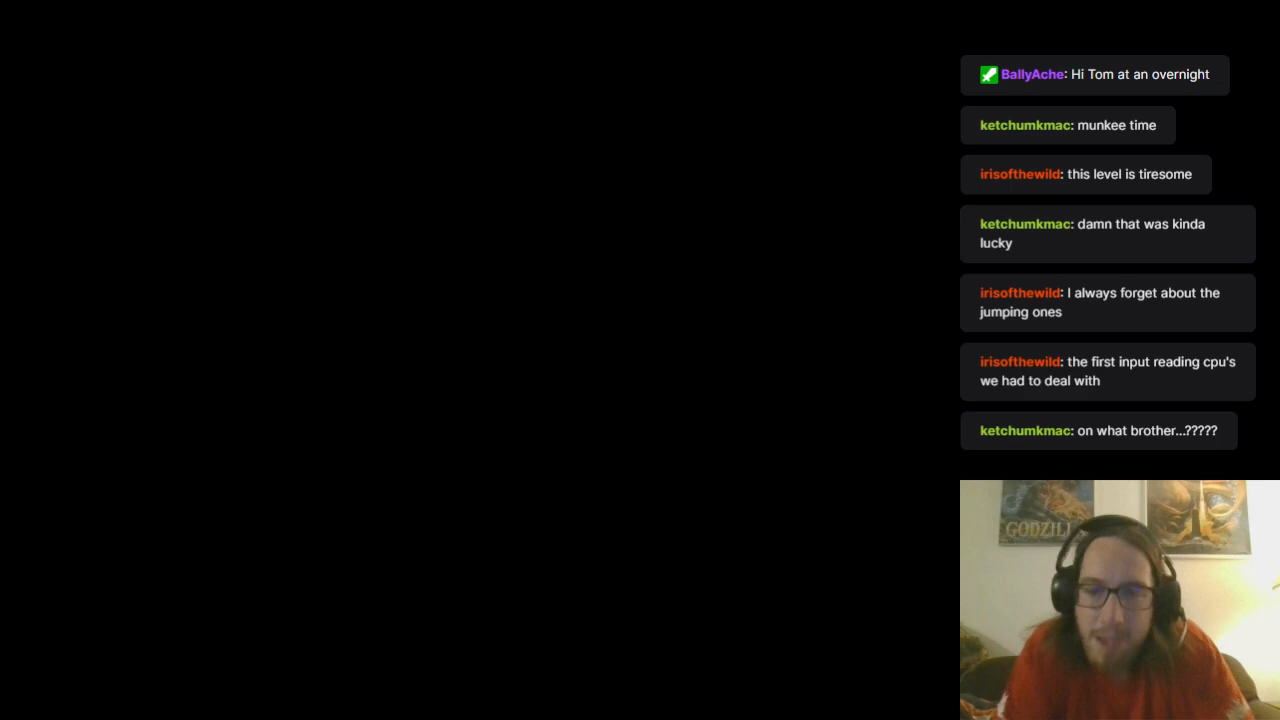 BallyAche: Hi Tom at an overnight
ketchumkmac: munkee time
irisofthewild: this level is tiresome
ketchumkmac: damn that was kinda
lucky
irisofthewild: I always forget about the
jumping ones
irisofthewild: the first input reading cpu's
we had to deal with
ketchumkmac: on what brother...?????
GODZILL